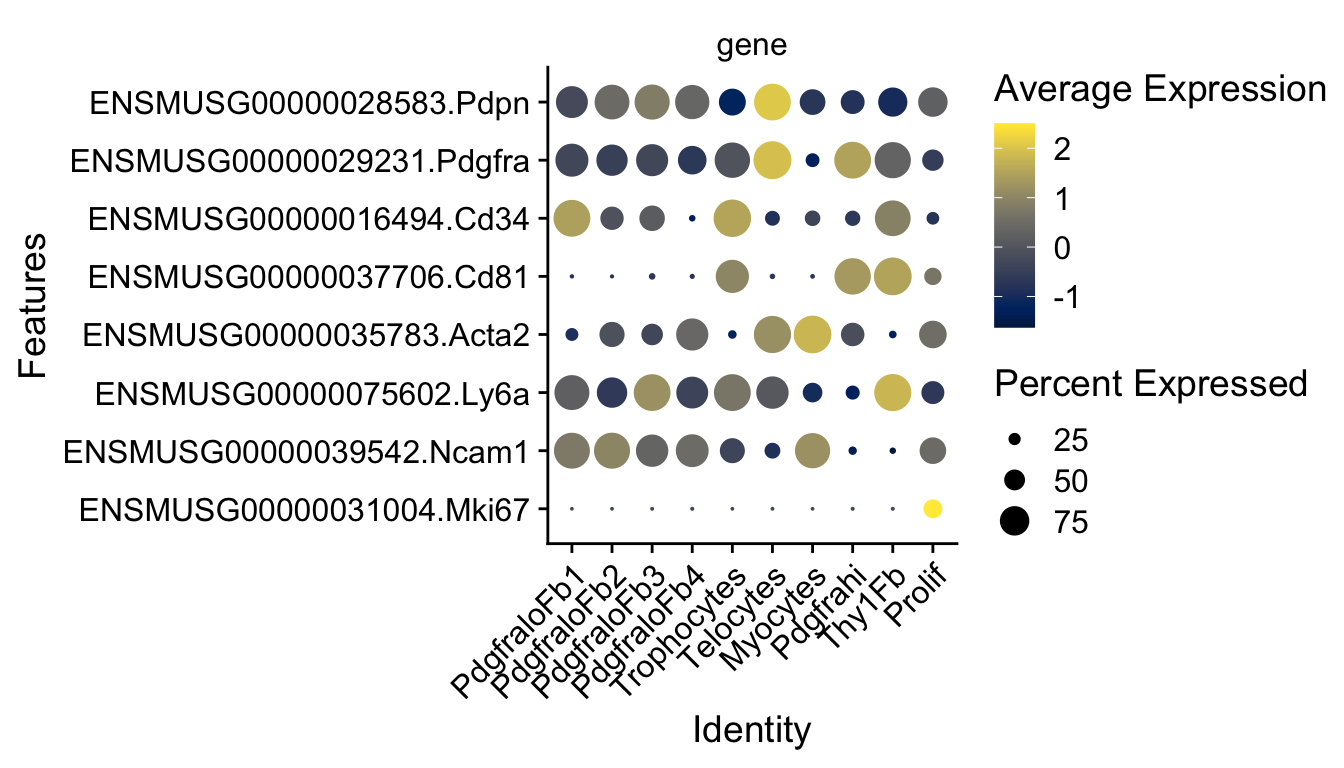 gene
Features
ENSMUSG00000028583.Pdpn
ENSMUSG00000029231.Pdgfra
ENSMUSG00000016494.Cd34
ENSMUSG00000037706.Cd81
ENSMUSG00000035783.Acta2
ENSMUSG00000075602.Ly6a
ENSMUSG00000039542.Ncam1
ENSMUSG00000031004.Mki67
PdgfraloFb1
PdgfraloFb2
PdgfraloFb3
PdgfraloFb4
Trophocytes
Telocytes
Myocytes
Pdgfrahi
Thy1Fb
Prolif
Identity
Average Expression
2
1
0
-1
Percent Expressed
25
50
75